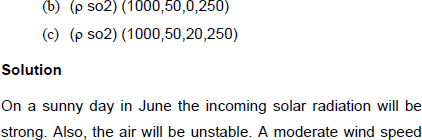 (b) (ρ so2) (1000,50,0,250)
(c) (ρ so2) (1000,50,20,250)
Solution
On a sunny day in June the incoming solar radiation will be
strong. Also, the air will be unstable. A moderate wind speed